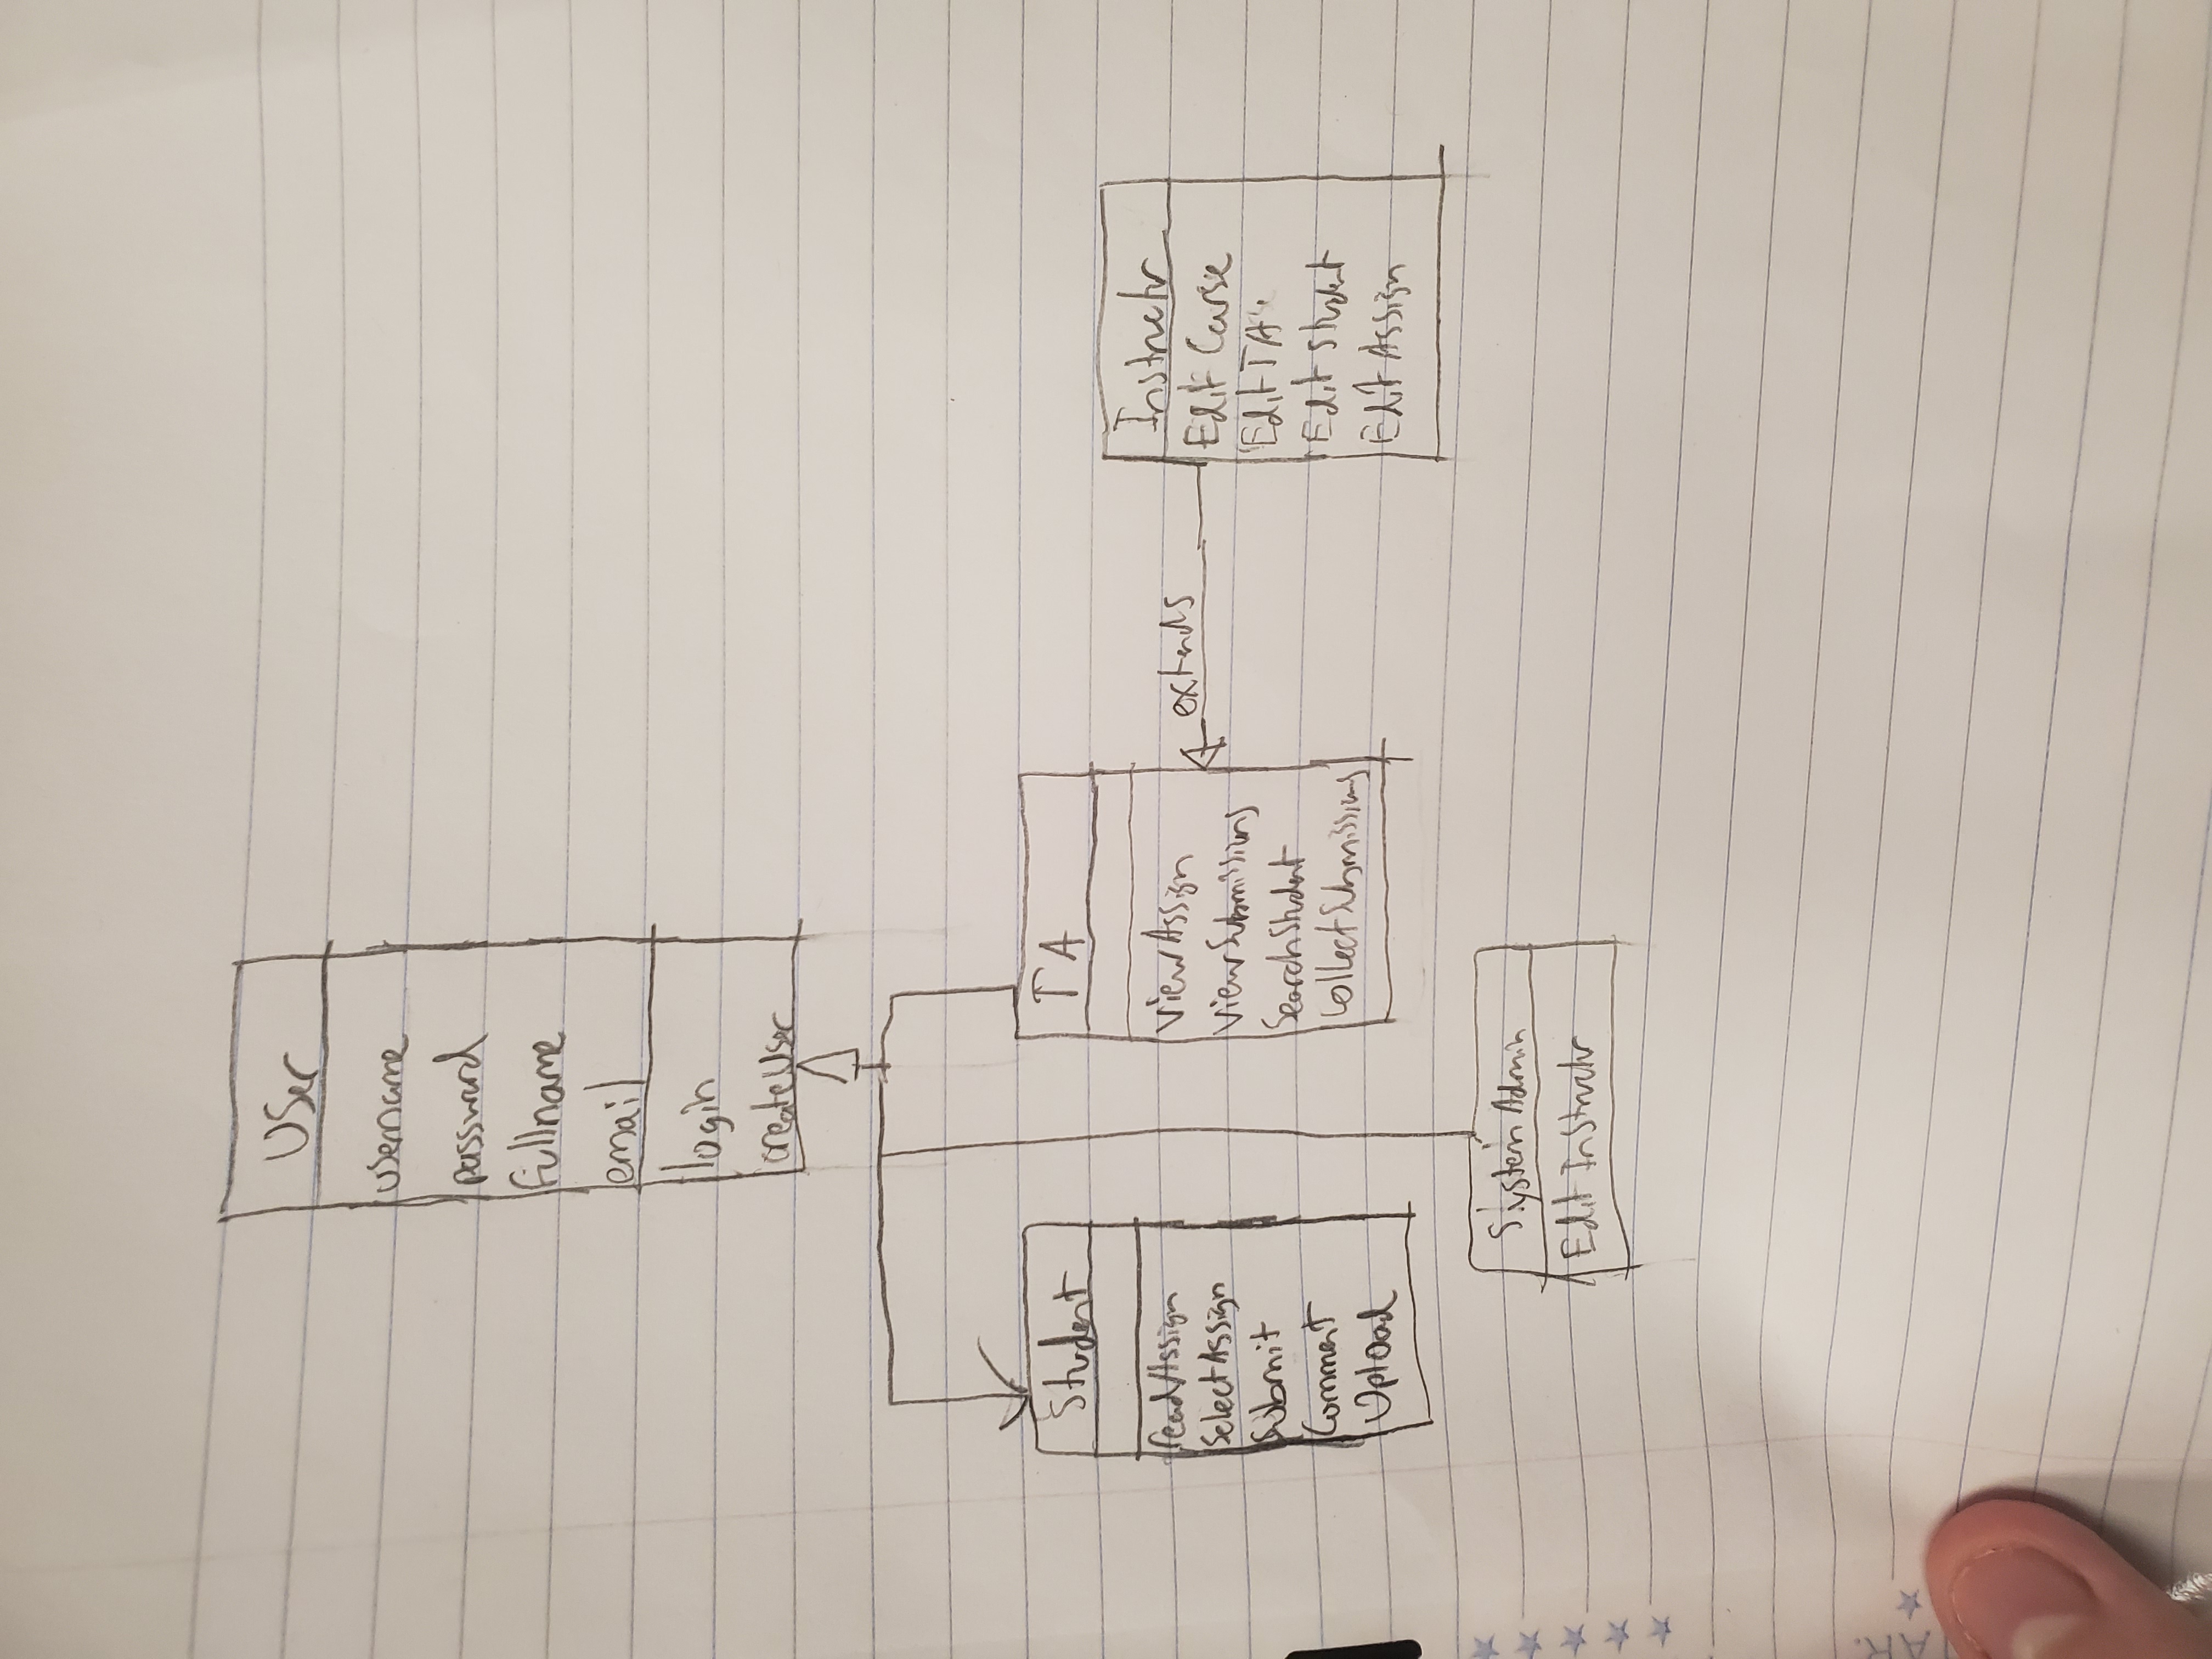 User
username
password
fullname
email
login
createUser
Student
readAssign
SelectAssign
Submit
Comment
Upload
TA
ViewAssign
ViewSubmissions
SearchStudent
CollectSubmissions
extends
Instructr
Edit Course
Edit TA
Edit Student
Edit Assign
System Admin
Edit Instructr
AR.